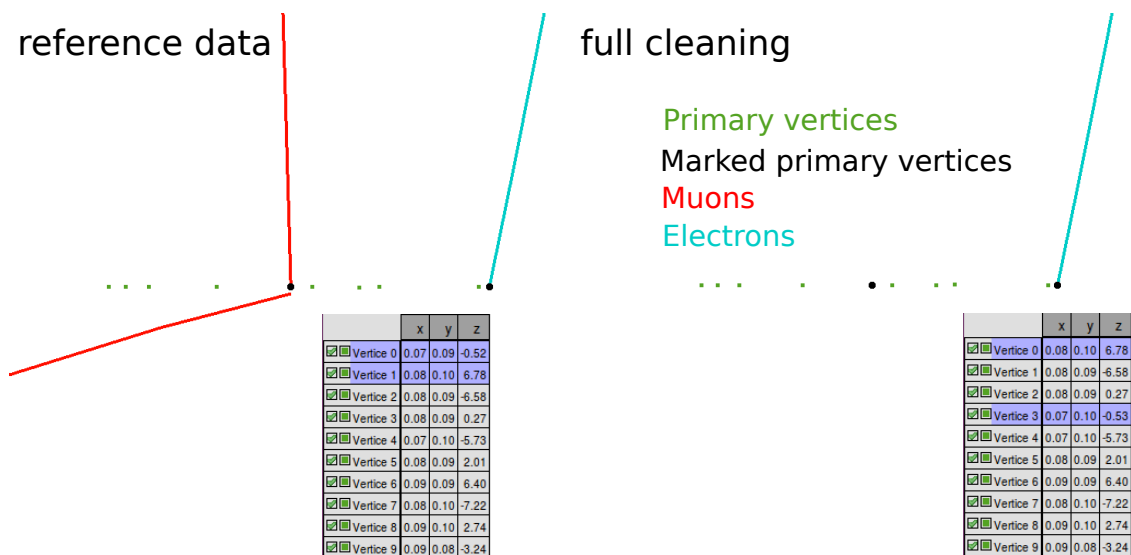 reference data
full cleaning
Primary vertices
Marked primary vertices
Muons
Electrons
x y z
Vertice 0 0.07 0.09 -0.52
Vertice 1 0.08 0.10 6.78
Vertice 2 0.08 0.09 -6.58
Vertice 3 0.08 0.09 0.27
Vertice 4 0.07 0.10 -5.73
Vertice 5 0.08 0.09 2.01
Vertice 6 0.09 0.09 6.40
Vertice 7 0.08 0.10 -7.22
Vertice 8 0.09 0.10 2.74
Vertice 9 0.09 0.08 -3.24
x y z
Vertice 0 0.08 0.10 6.78
Vertice 1 0.08 0.09 -6.58
Vertice 2 0.08 0.09 0.27
Vertice 3 0.07 0.10 -0.53
Vertice 4 0.07 0.10 -5.73
Vertice 5 0.08 0.09 2.01
Vertice 6 0.09 0.09 6.40
Vertice 7 0.08 0.10 -7.22
Vertice 8 0.09 0.10 2.74
Vertice 9 0.09 0.08 -3.24